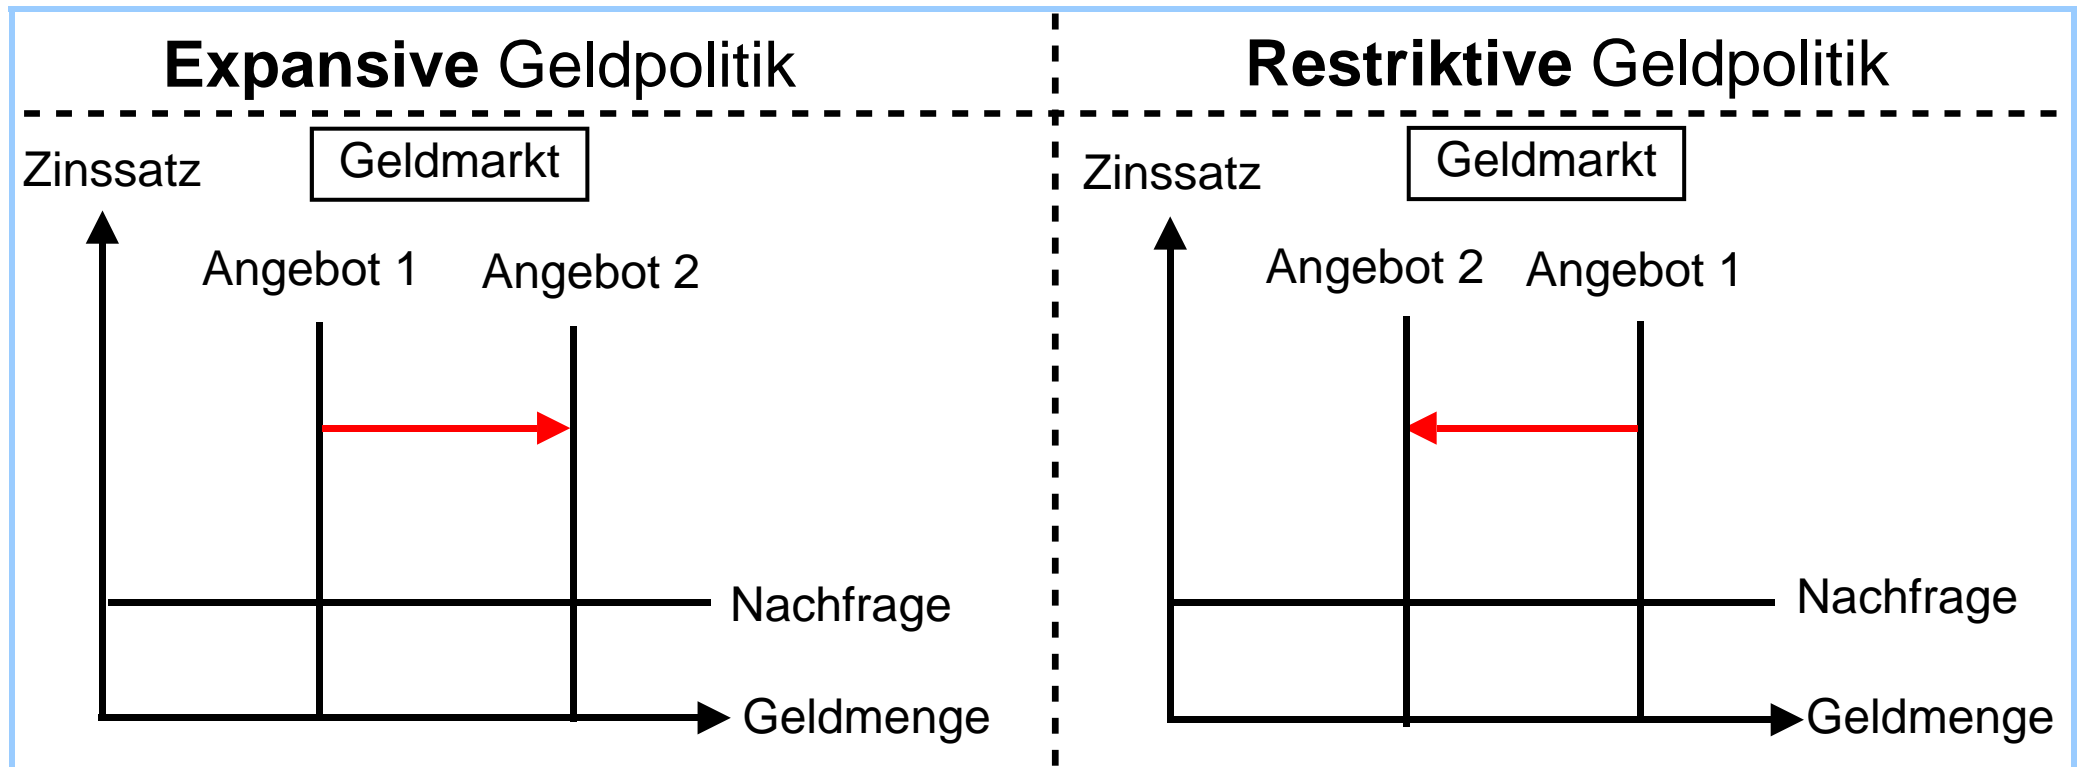 Expansive Geldpolitik
Geldmarkt
Zinssatz
Angebot 1
Angebot 2
Nachfrage
Geldmenge
Restriktive Geldpolitik
Geldmarkt
Zinssatz
Angebot 2
Angebot 1
Nachfrage
Geldmenge